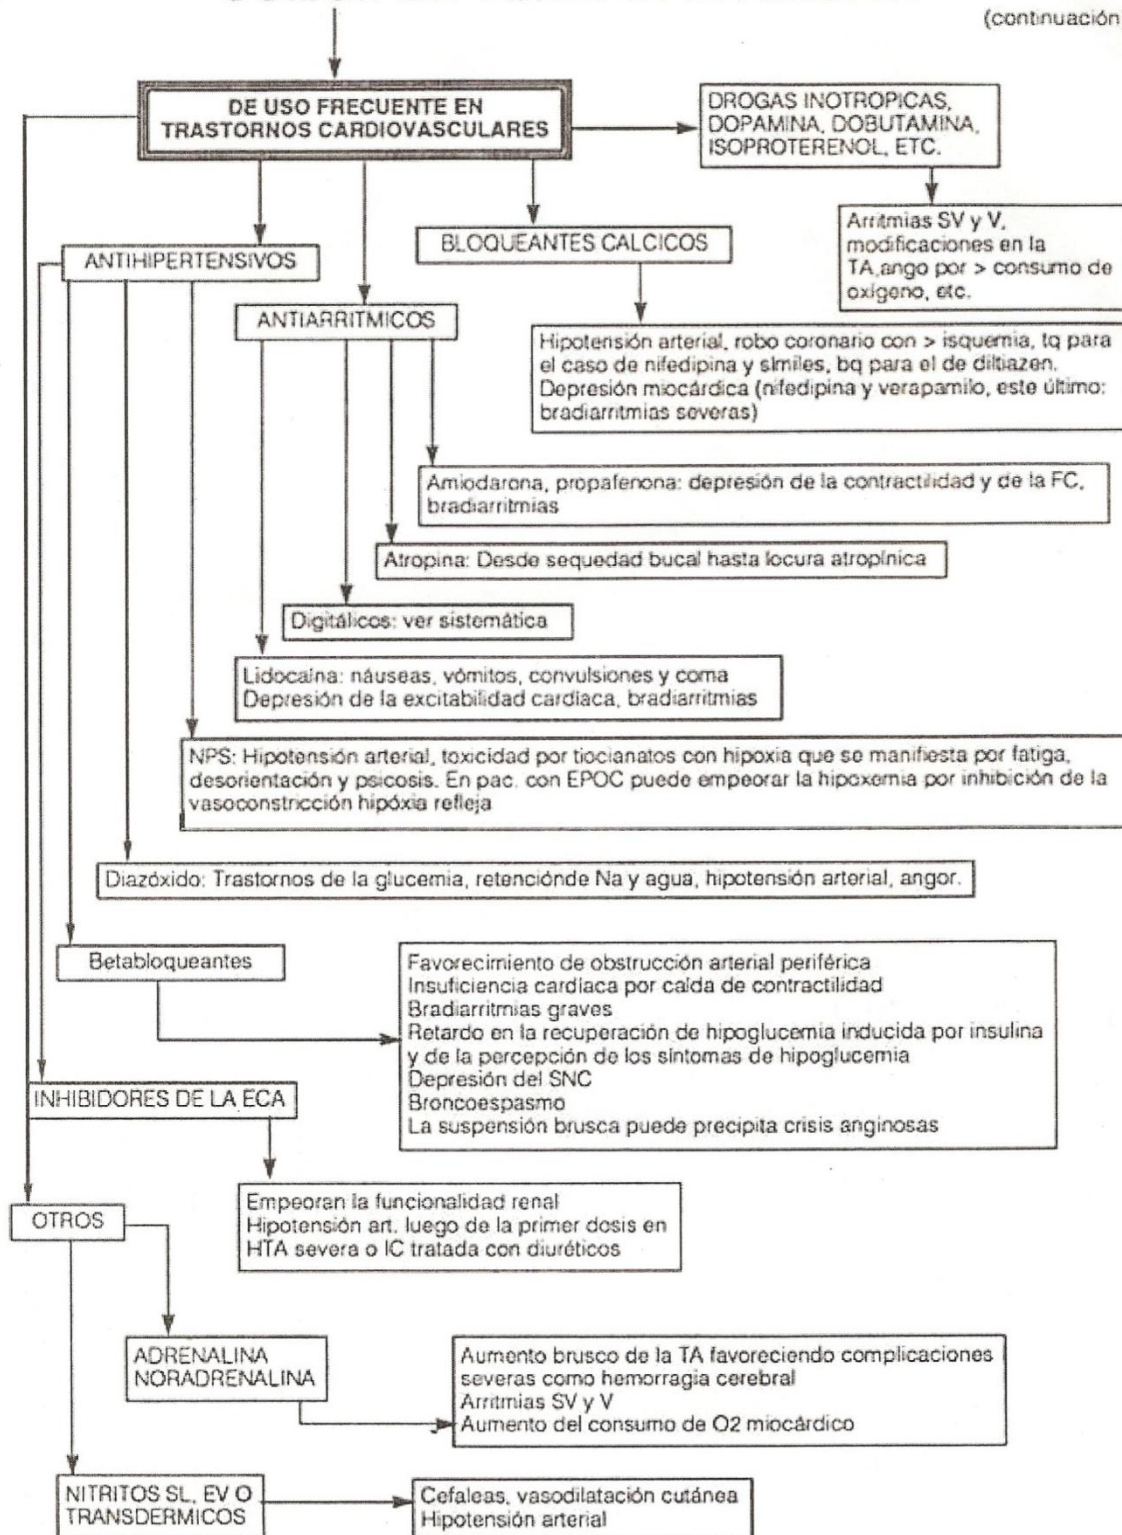 (continuación
DE USO FRECUENTE EN
TRASTORNOS CARDIOVASCULARES
DROGAS INOTROPICAS,
DOPAMINA, DOBUTAMINA,
ISOPROTERENOL, ETC.
Arritmias SV y V,
modificaciones en la
TA,ango por > consumo de
oxígeno, etc.
BLOQUEANTES CALCICOS
ANTIHIPERTENSIVOS
ANTIARRITMICOS
Hipotensión arterial, robo coronario con > isquemia, tq para
el caso de nifedipina y símiles, bq para el de diltiazen.
Depresión miocárdica (nifedipina y verapamilo, este último:
bradiarritmias severas)
Amiodarona, propafenona: depresión de la contractilidad y de la FC,
bradiarritmias
Atropina: Desde sequedad bucal hasta locura atropínica
Digitálicos: ver sistemática
Lidocaína: náuseas, vómitos, convulsiones y coma
Depresión de la excitabilidad cardíaca, bradiarritmias
NPS: Hipotensión arterial, toxicidad por tiocianatos con hipoxia que se manifiesta por fatiga,
desorientación y psicosis. En pac. con EPOC puede empeorar la hipoxemia por inhibición de la
vasoconstricción hipóxia refleja
Diazóxido: Trastornos de la glucemia, retenciónde Na y agua, hipotensión arterial, angor.
Betabloqueantes
Favorecimiento de obstrucción arterial periférica
Insuficiencia cardíaca por caída de contractilidad
Bradiarritmias graves
Retardo en la recuperación de hipoglucemia inducida por insulina
y de la percepción de los síntomas de hipoglucemia
Depresión del SNC
Broncoespasmo
La suspensión brusca puede precipita crisis anginosas
INHIBIDORES DE LA ECA
Empeoran la funcionalidad renal
Hipotensión art. luego de la primer dosis en
HTA severa o IC tratada con diuréticos
OTROS
ADRENALINA
NORADRENALINA
Aumento brusco de la TA favoreciendo complicaciones
severas como hemorragia cerebral
Arritmias SV y V
Aumento del consumo de O2 miocárdico
NITRITOS SL, EV O
TRANSDERMICOS
Cefaleas, vasodilatación cutánea
Hipotensión arterial